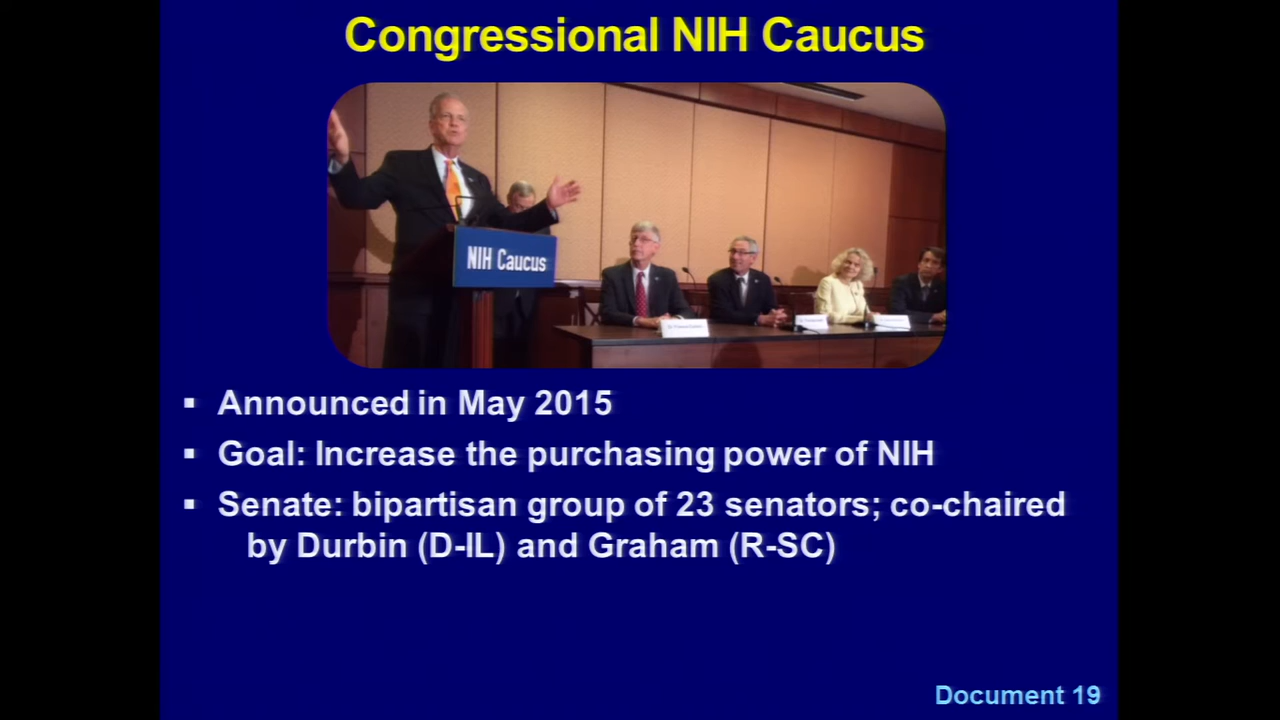 Congressional NIH Caucus
NIH Caucus
▪ Announced in May 2015
▪ Goal: Increase the purchasing power of NIH
▪ Senate: bipartisan group of 23 senators; co-chaired
by Durbin (D-IL) and Graham (R-SC)
Document 19